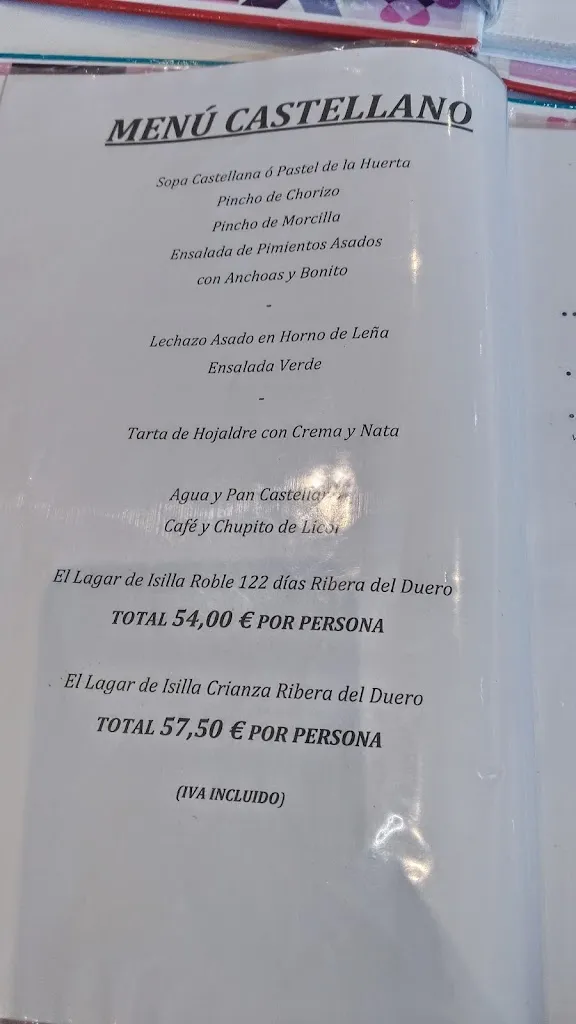 MENÚ CASTELLANO
Sopa Castellana ó Pastel de la Huerta
Pincho de Chorizo
Pincho de Morcilla
Ensalada de Pimientos Asados
con Anchoas y Bonito
-
Lechazo Asado en Horno de Leña
Ensalada Verde
-
Tarta de Hojaldre con Crema y Nata
Agua y Pan Castellano
Café y Chupito de Licor
El Lagar de Isilla Roble 122 días Ribera del Duero
TOTAL 54,00 € POR PERSONA
El Lagar de Isilla Crianza Ribera del Duero
TOTAL 57,50 € POR PERSONA
(IVA INCLUIDO)